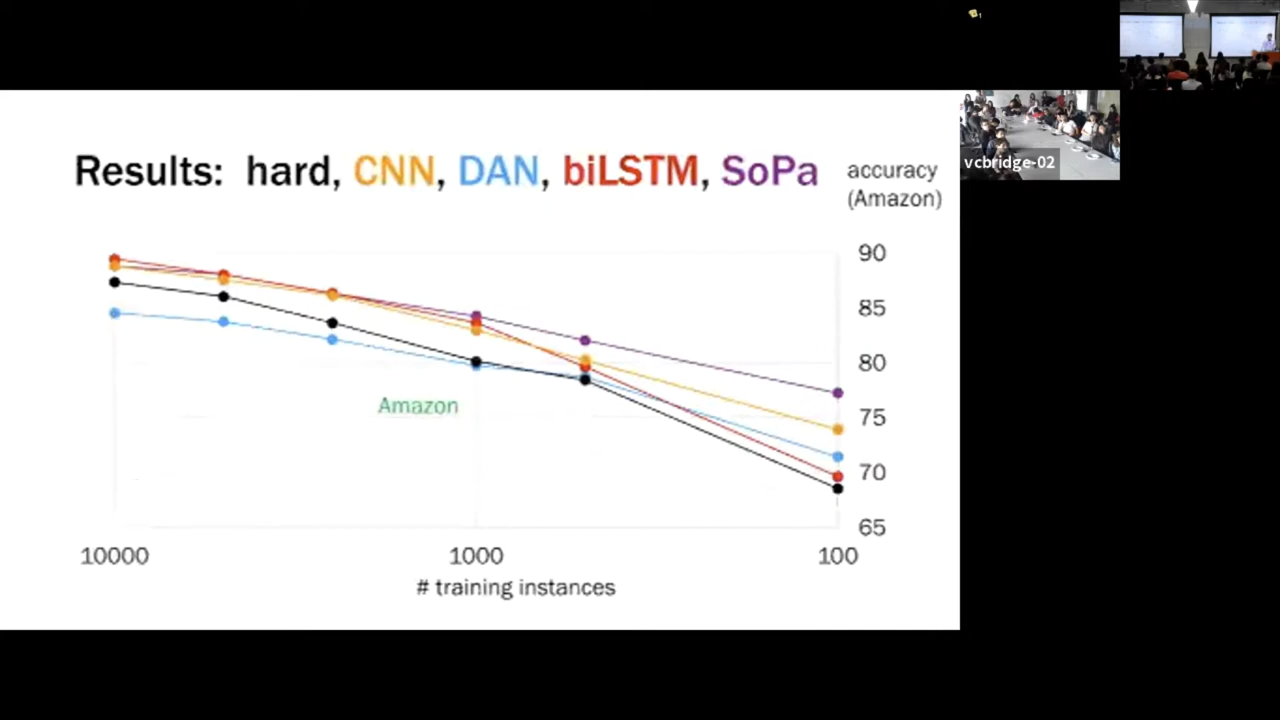 Results: hard, CNN, DAN, biLSTM, SoPa
accuracy
(Amazon)
vcbridge-02
90
85
80
75
70
65
Amazon
10000
1000
100
# training instances